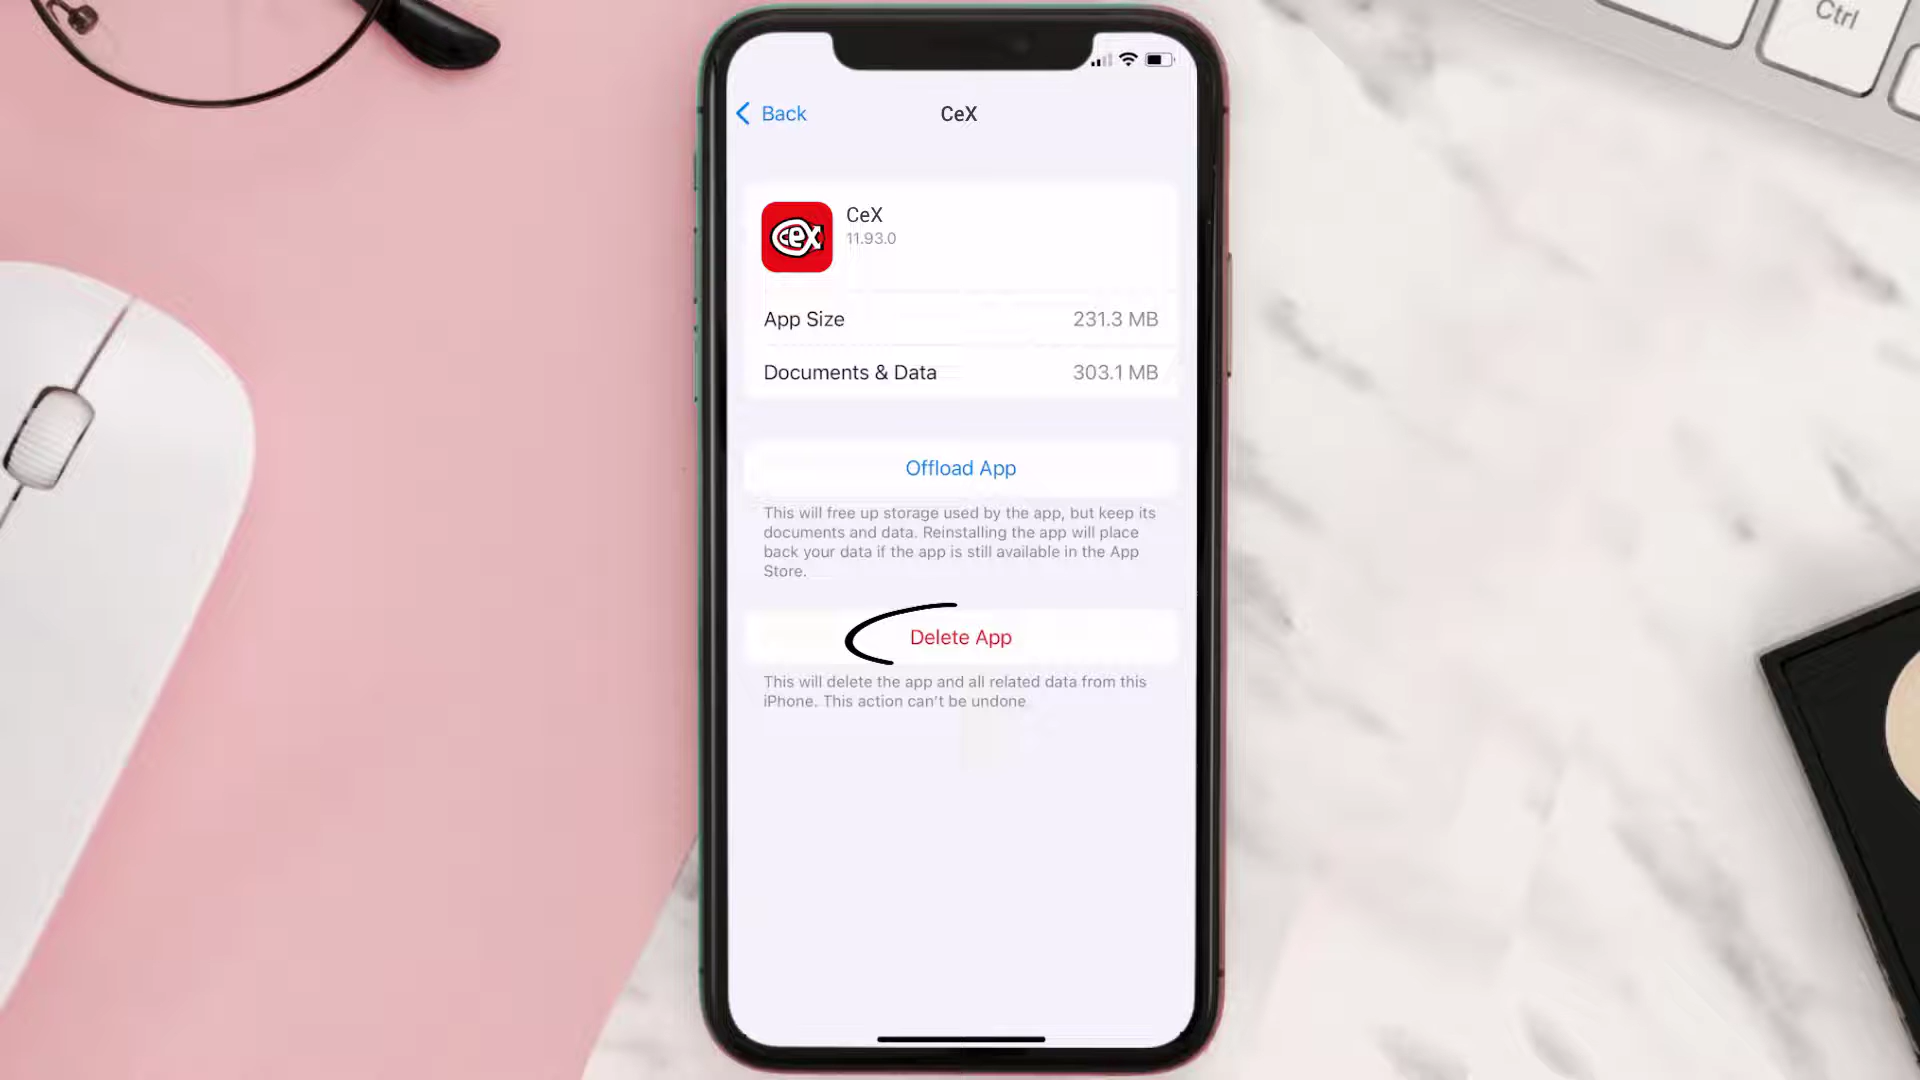 Ctrl
Back
CeX
CeX
CeX
11.93.0
App Size 231.3 MB
Documents & Data 303.1 MB
Offload App
This will free up storage used by the app, but keep its
documents and data. Reinstalling the app will place
back your data if the app is still available in the App
Store.
Delete App
This will delete the app and all related data from this
iPhone. This action can't be undone